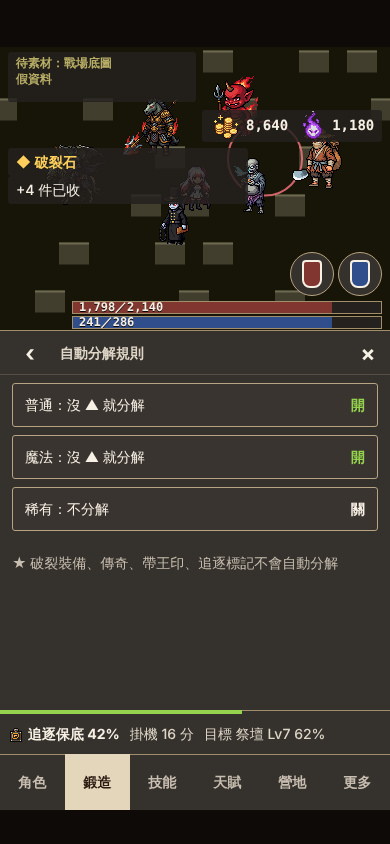 待素材：戰場底圖
假資料
8,640
1,180
◆ 破裂石
+4 件已收
1,798／2,140
241／286
‹ 自動分解規則 ×
普通：沒 ▲ 就分解 開
魔法：沒 ▲ 就分解 開
稀有：不分解 關
★ 破裂裝備、傳奇、帶王印、追逐標記不會自動分解
追逐保底 42% 掛機 16 分 目標 祭壇 Lv7 62%
角色 鍛造 技能 天賦 營地 更多